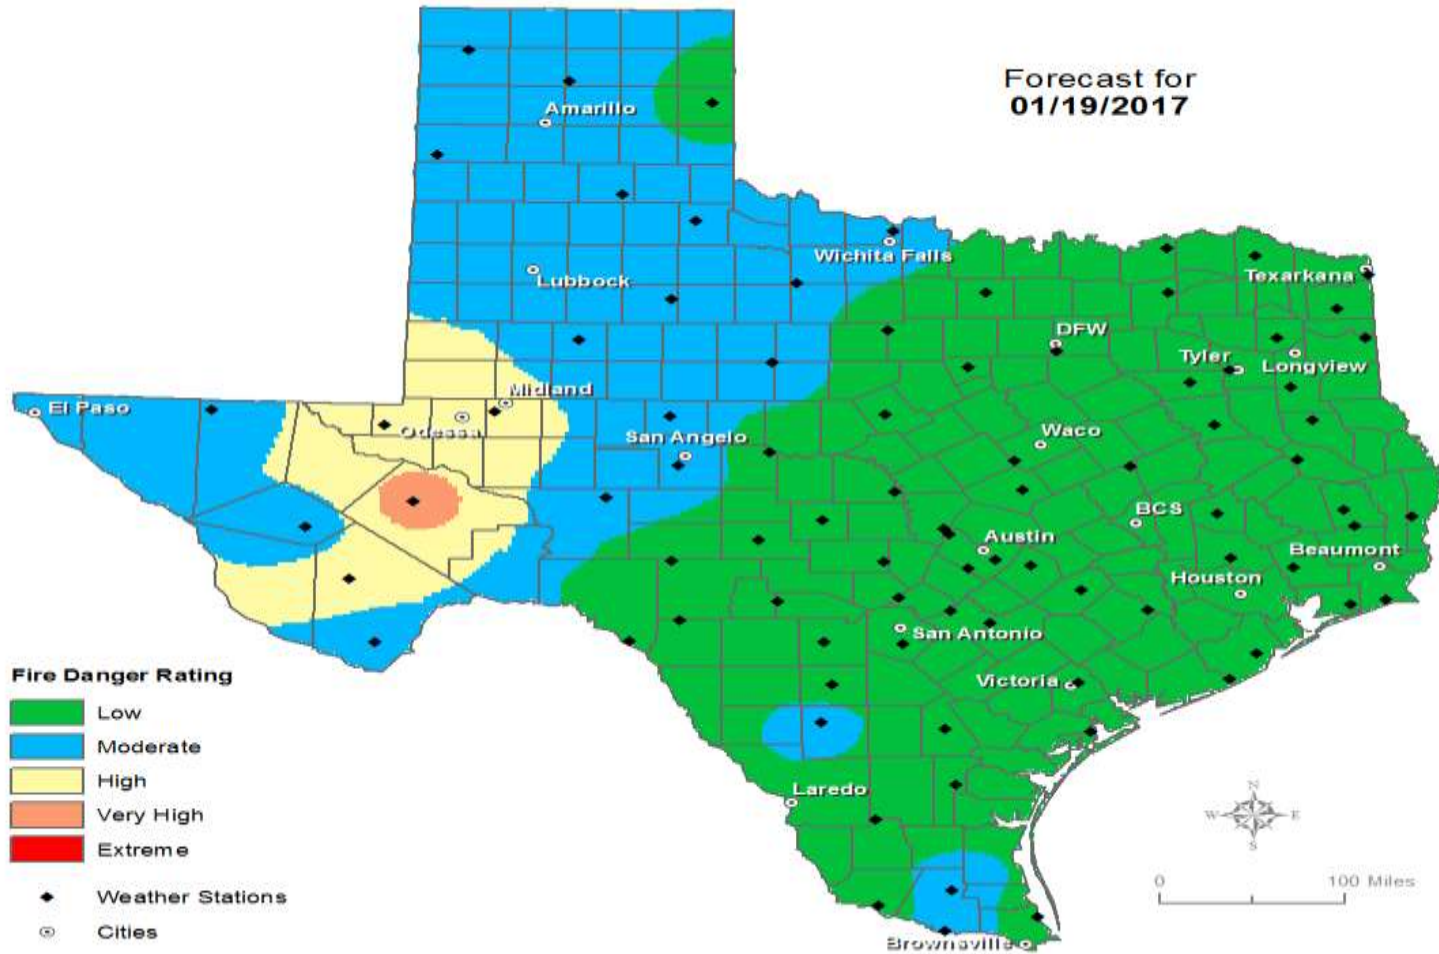 Forecast for
01/19/2017
Amarillo
Wichita Falls
Lubbock
Texarkana
DFW
Tyler
Longview
Midland
El Paso
Odessa
San Angelo
Waco
BCS
Austin
Beaumont
Houston
San Antonio
Victoria
Laredo
Brownsville
Fire Danger Rating
Low
Moderate
High
Very High
Extreme
Weather Stations
Cities
N
W E
S
0 100 Miles